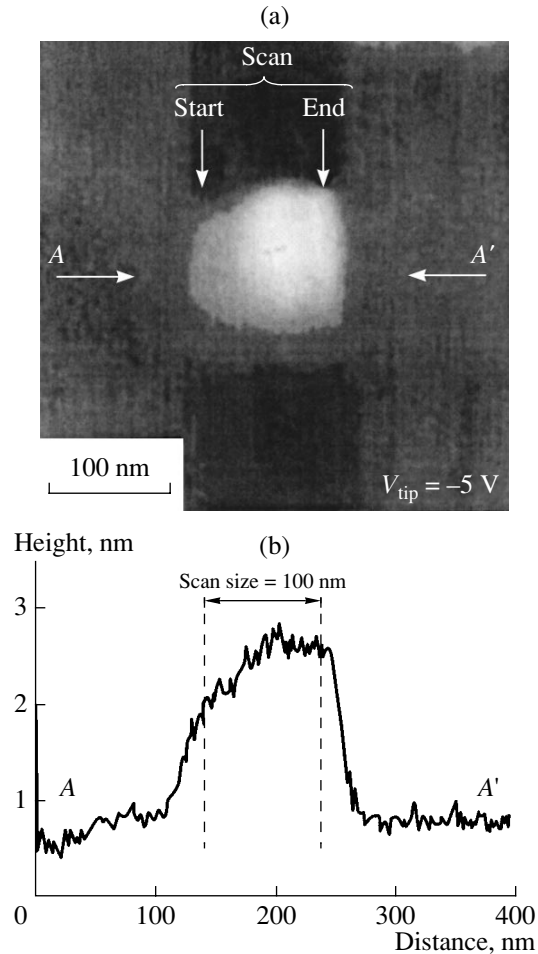 (a)
Scan
Start End
A A′
100 nm
V_tip = –5 V
Height, nm (b)
Scan size = 100 nm
3
2
A A'
1
0 100 200 300 400
Distance, nm